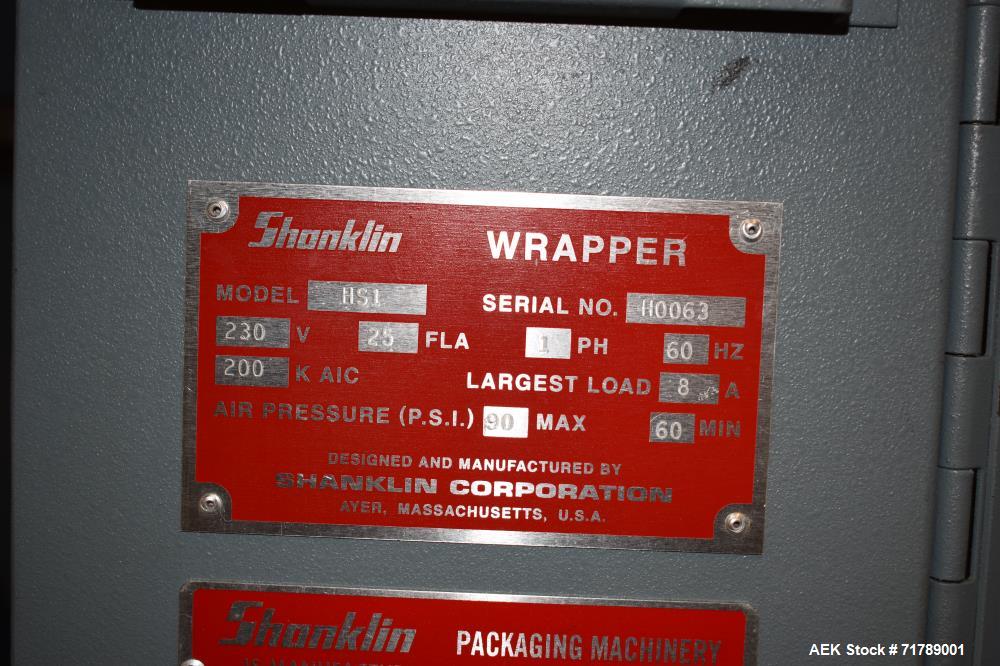 Shanklin WRAPPER
MODEL HS1 SERIAL NO. H0063
230 V 25 FLA 1 PH 60 HZ
200 K AIC LARGEST LOAD 8 A
AIR PRESSURE (P.S.I.) 90 MAX 60 MIN
DESIGNED AND MANUFACTURED BY
SHANKLIN CORPORATION
AYER, MASSACHUSETTS, U.S.A.
Shanklin PACKAGING MACHINERY
AEK Stock # 71789001